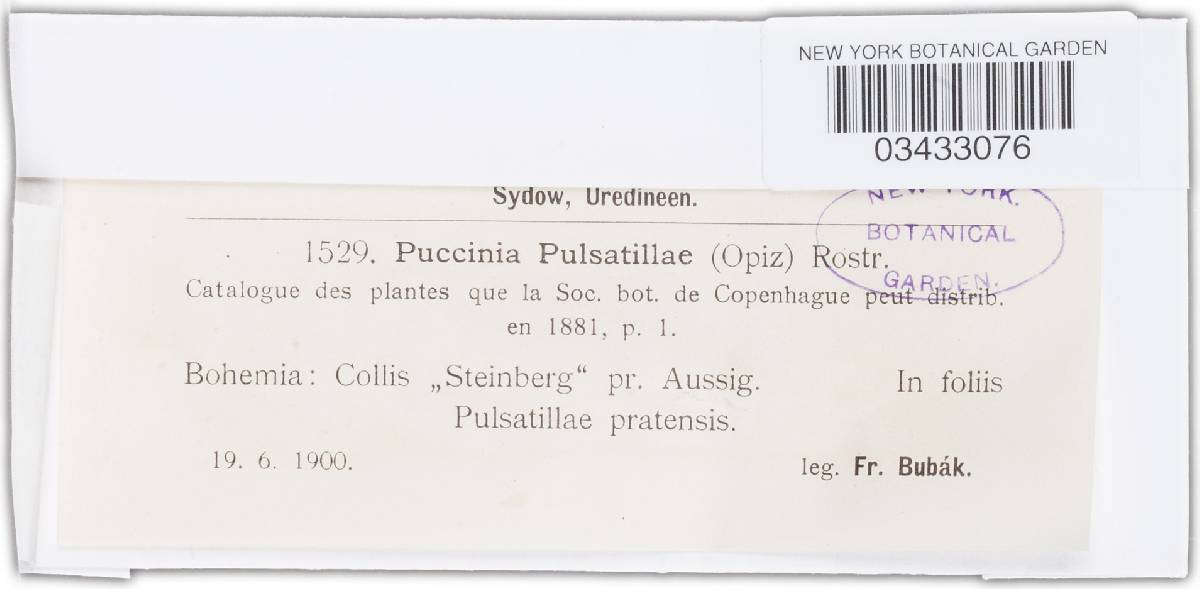 NEW YORK BOTANICAL GARDEN
03433076
Sydow, Uredineen.
NEW YORK.
BOTANICAL
GARDEN.
1529. Puccinia Pulsatillae (Opiz) Rostr.
Catalogue des plantes que la Soc. bot. de Copenhague peut distrib.
en 1881, p. 1.
Bohemia: Collis „Steinberg“ pr. Aussig. In foliis
Pulsatillae pratensis.
19. 6. 1900. leg. Fr. Bubák.